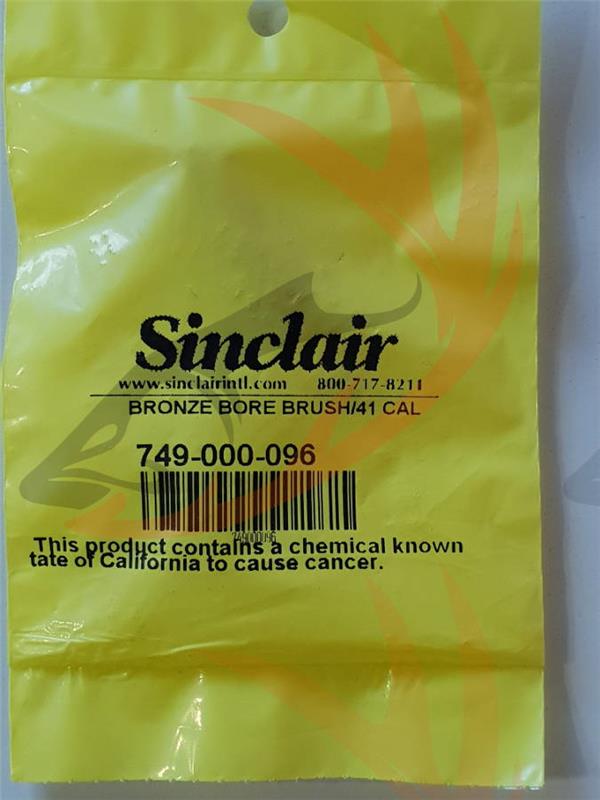 Sinclair
www.sinclairintl.com 800-717-8211
BRONZE BORE BRUSH/41 CAL
749-000-096
749000096
This product contains a chemical known
tate of California to cause cancer.